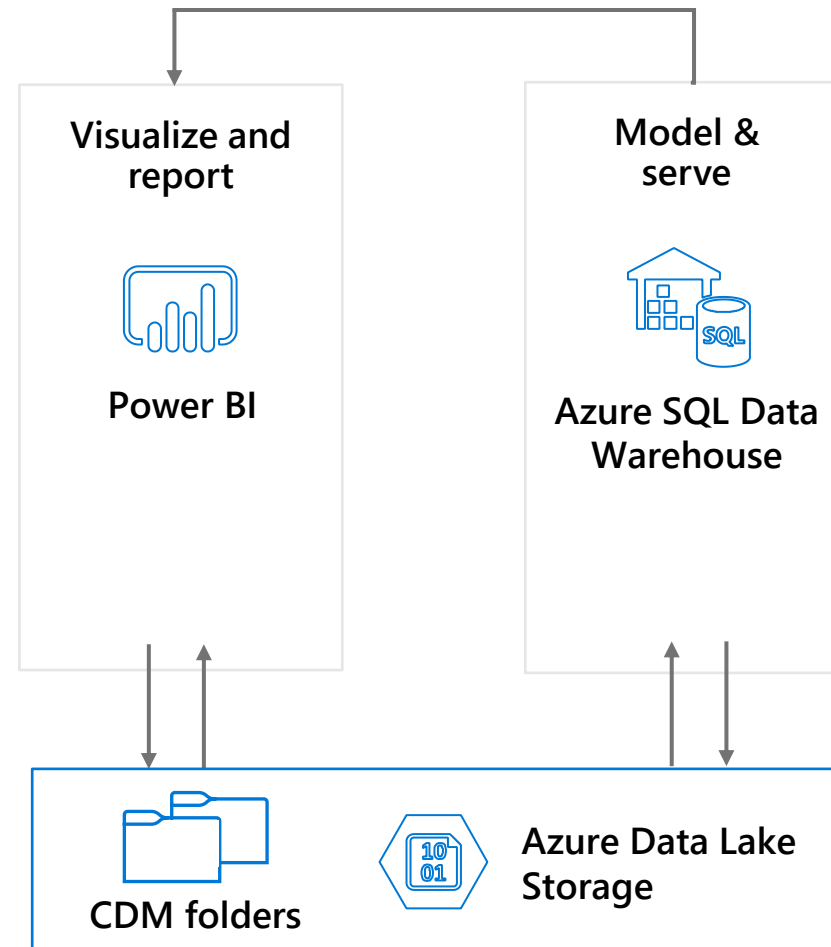 Visualize and
report
Power BI
Model &
serve
SQL
Azure SQL Data
Warehouse
CDM folders
10
01
Azure Data Lake
Storage